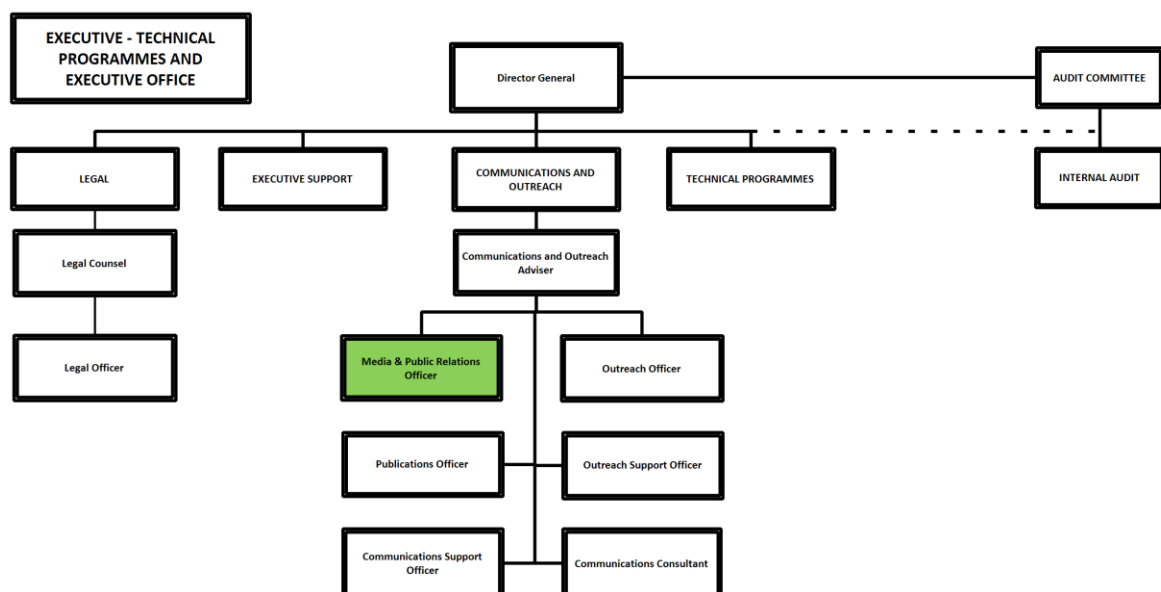 EXECUTIVE - TECHNICAL
PROGRAMMES AND
EXECUTIVE OFFICE
Director General
AUDIT COMMITTEE
LEGAL
EXECUTIVE SUPPORT
COMMUNICATIONS AND
OUTREACH
TECHNICAL PROGRAMMES
INTERNAL AUDIT
Legal Counsel
Communications and Outreach
Adviser
Legal Officer
Media & Public Relations
Officer
Outreach Officer
Publications Officer
Outreach Support Officer
Communications Support
Officer
Communications Consultant